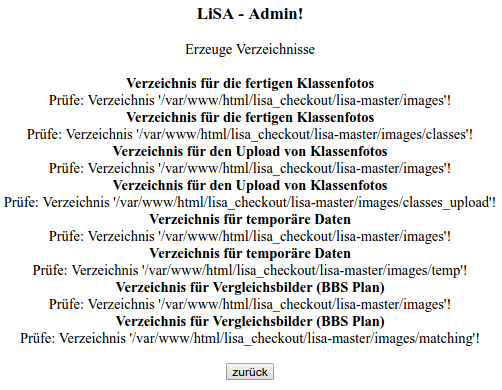 LiSA - Admin!
Erzeuge Verzeichnisse
Verzeichnis für die fertigen Klassenfotos
Prüfe: Verzeichnis '/var/www/html/lisa_checkout/lisa-master/images'!
Verzeichnis für die fertigen Klassenfotos
Prüfe: Verzeichnis '/var/www/html/lisa_checkout/lisa-master/images/classes'!
Verzeichnis für den Upload von Klassenfotos
Prüfe: Verzeichnis '/var/www/html/lisa_checkout/lisa-master/images'!
Verzeichnis für den Upload von Klassenfotos
Prüfe: Verzeichnis '/var/www/html/lisa_checkout/lisa-master/images/classes_upload'!
Verzeichnis für temporäre Daten
Prüfe: Verzeichnis '/var/www/html/lisa_checkout/lisa-master/images'!
Verzeichnis für temporäre Daten
Prüfe: Verzeichnis '/var/www/html/lisa_checkout/lisa-master/images/temp'!
Verzeichnis für Vergleichsbilder (BBS Plan)
Prüfe: Verzeichnis '/var/www/html/lisa_checkout/lisa-master/images'!
Verzeichnis für Vergleichsbilder (BBS Plan)
Prüfe: Verzeichnis '/var/www/html/lisa_checkout/lisa-master/images/matching'!
zurück